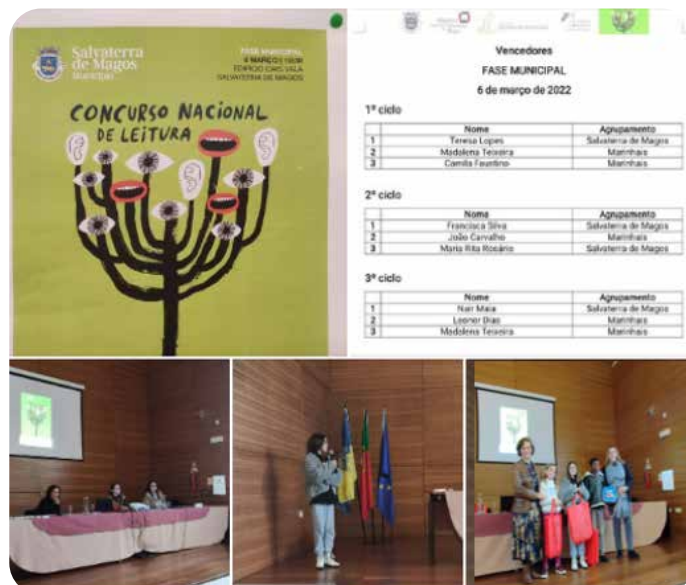 Salvaterra
de Magos
Município
FASE MUNICIPAL
EDIFÍCIO CAIS VALA
SALVATERRA DE MAGOS
CONCURSO NACIONAL
DE LEITURA
Vencedores
FASE MUNICIPAL
6 de março de 2022
1º ciclo
Nome Agrupamento
1 Teresa Lopes Salvaterra de Magos
2 Madalena Teixeira Marinhais
3 Camila Faustino Marinhais
2º ciclo
Nome Agrupamento
1 Francisca Silva Salvaterra de Magos
2 João Carvalho Marinhais
3 Maria Rita Rosário Salvaterra de Magos
3º ciclo
Nome Agrupamento
1 Nair Maia Salvaterra de Magos
2 Leonor Dias Marinhais
3 Madalena Teixeira Marinhais